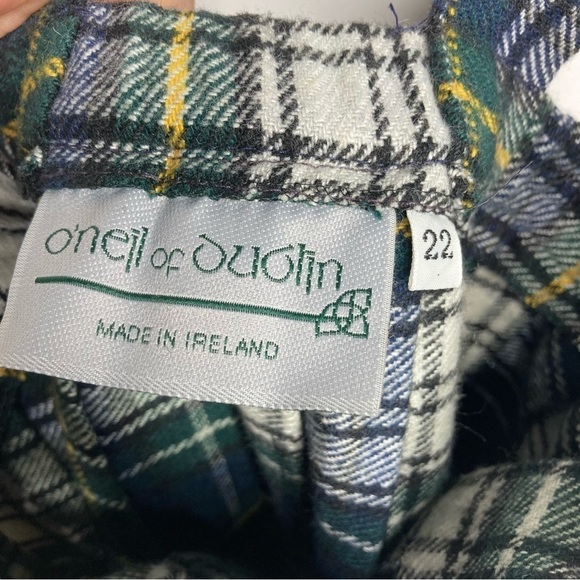 O'Neil of Dublin
MADE IN IRELAND
22